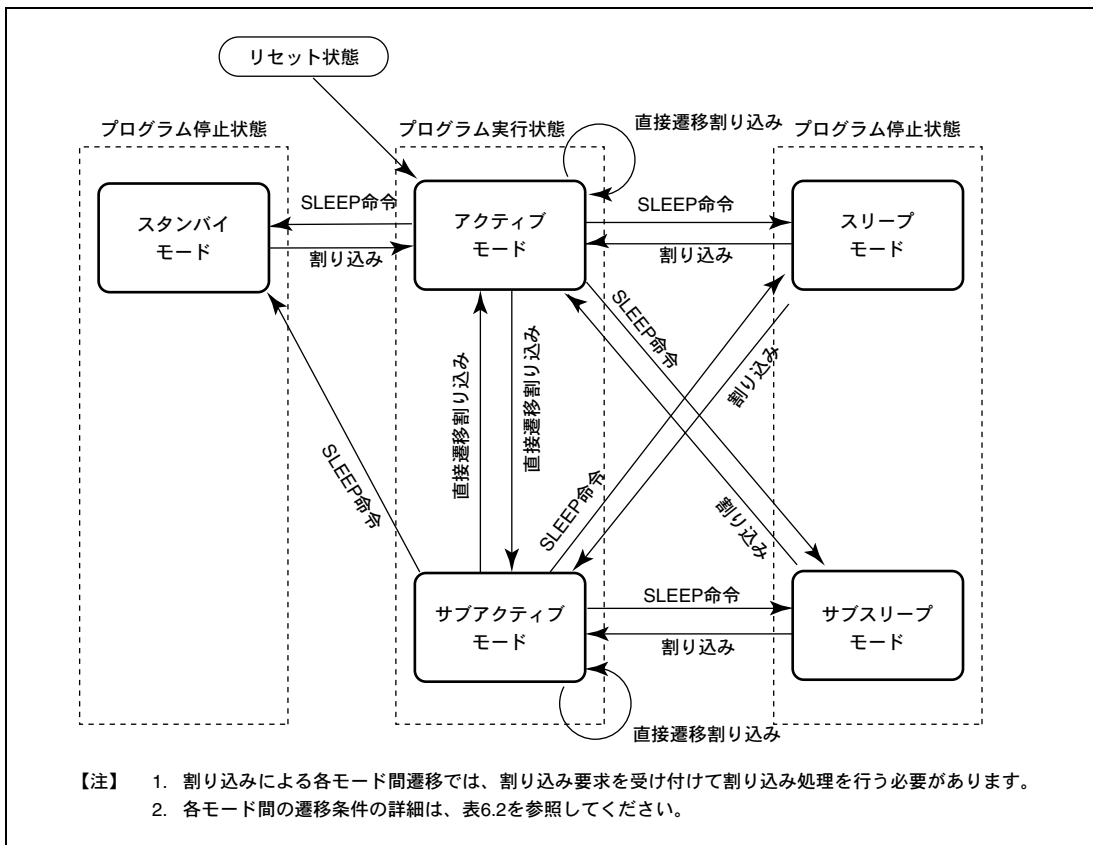 リセット状態
プログラム停止状態
プログラム実行状態
直接遷移割り込み
プログラム停止状態
スタンバイ
モード
SLEEP命令
割り込み
アクティブ
モード
SLEEP命令
割り込み
スリープ
モード
SLEEP命令
直接遷移割り込み
直接遷移割り込み
SLEEP命令
割り込み
SLEEP命令
割り込み
サブアクティブ
モード
SLEEP命令
割り込み
サブスリープ
モード
直接遷移割り込み
【注】 1. 割り込みによる各モード間遷移では、割り込み要求を受け付けて割り込み処理を行う必要があります。
2. 各モード間の遷移条件の詳細は、表6.2を参照してください。